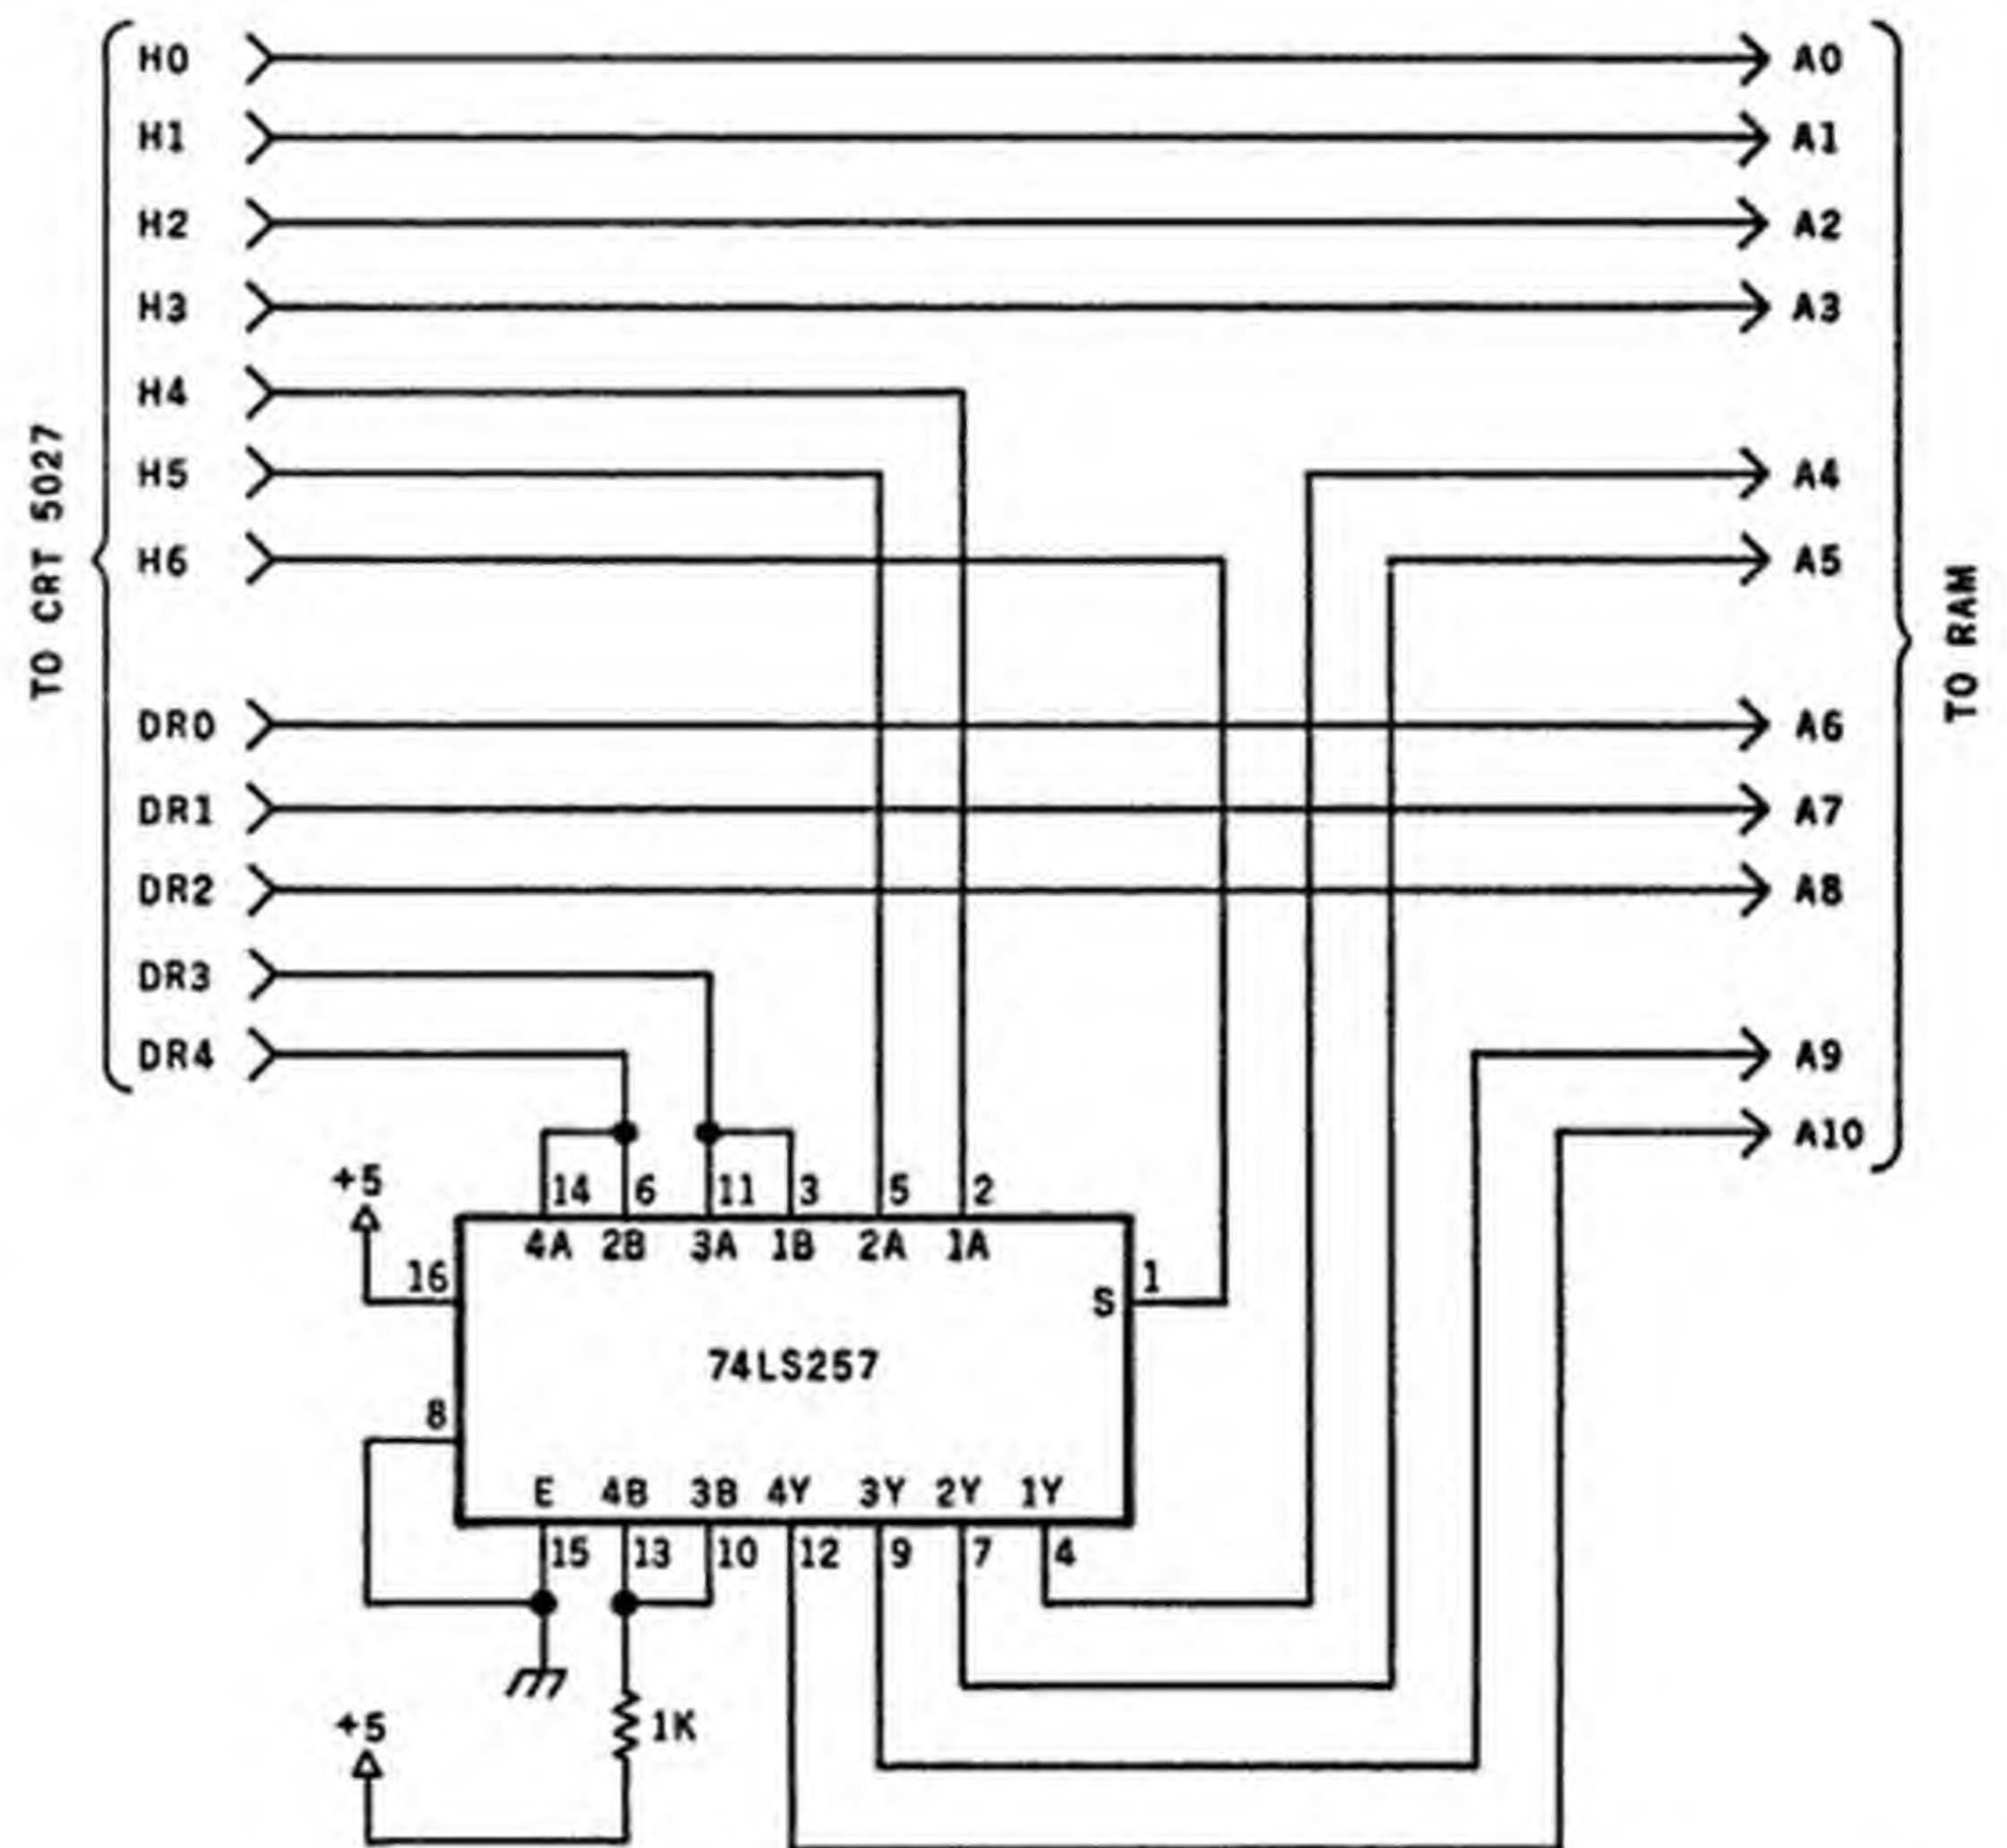 H0 A0
H1 A1
H2 A2
H3 A3
H4
H5 A4
H6 A5
TO CRT 5027
TO RAM
DR0 A6
DR1 A7
DR2 A8
DR3
DR4 A9
A10
+5
14 6 11 3 5 2
4A 2B 3A 1B 2A 1A
16 1
S
74LS257
8
E 4B 3B 4Y 3Y 2Y 1Y
15 13 10 12 9 7 4
+5 1K